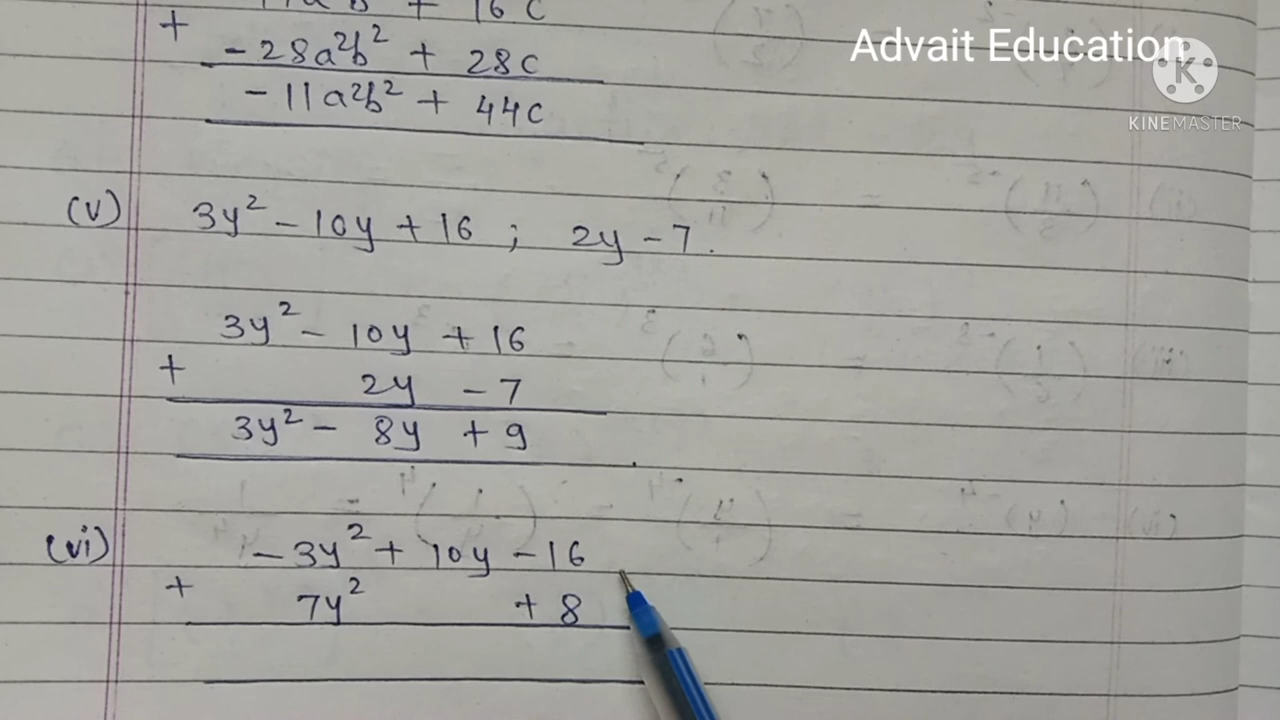 + 16c
Advait Education
K
KINEMASTER
+
-28a²b² + 28c
-11a²b² + 44c
(v) 3y² - 10y + 16 ; 2y - 7.
3y² - 10y + 16
+ 2y - 7
3y² - 8y + 9
(vi) -3y² + 10y - 16
+ 7y² + 8